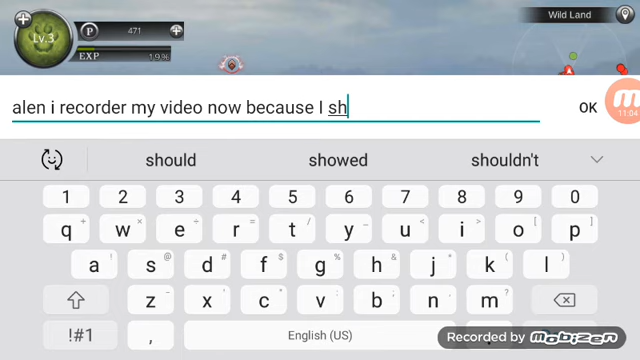 Wild Land
Lv.3
P 471
EXP 1.9%
alen i recorder my video now because I sh
OK
11:04
should showed shouldn't
1 2 3 4 5 6 7 8 9 0
q w e r t y u i o p
a s d f g h j k l
z x c v b n m
!#1 , English (US)
Recorded by mobizen